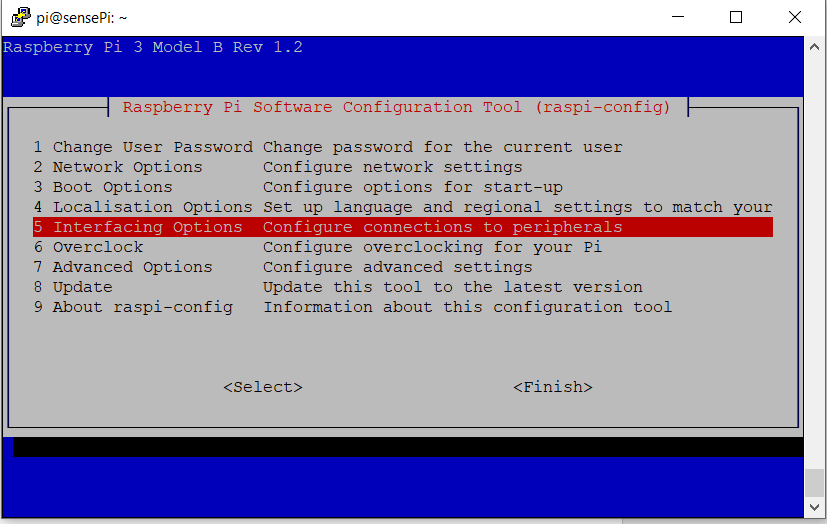 pi@sensePi: ~
Raspberry Pi 3 Model B Rev 1.2
Raspberry Pi Software Configuration Tool (raspi-config)
1 Change User Password Change password for the current user
2 Network Options Configure network settings
3 Boot Options Configure options for start-up
4 Localisation Options Set up language and regional settings to match your
5 Interfacing Options Configure connections to peripherals
6 Overclock Configure overclocking for your Pi
7 Advanced Options Configure advanced settings
8 Update Update this tool to the latest version
9 About raspi-config Information about this configuration tool
<Select> <Finish>